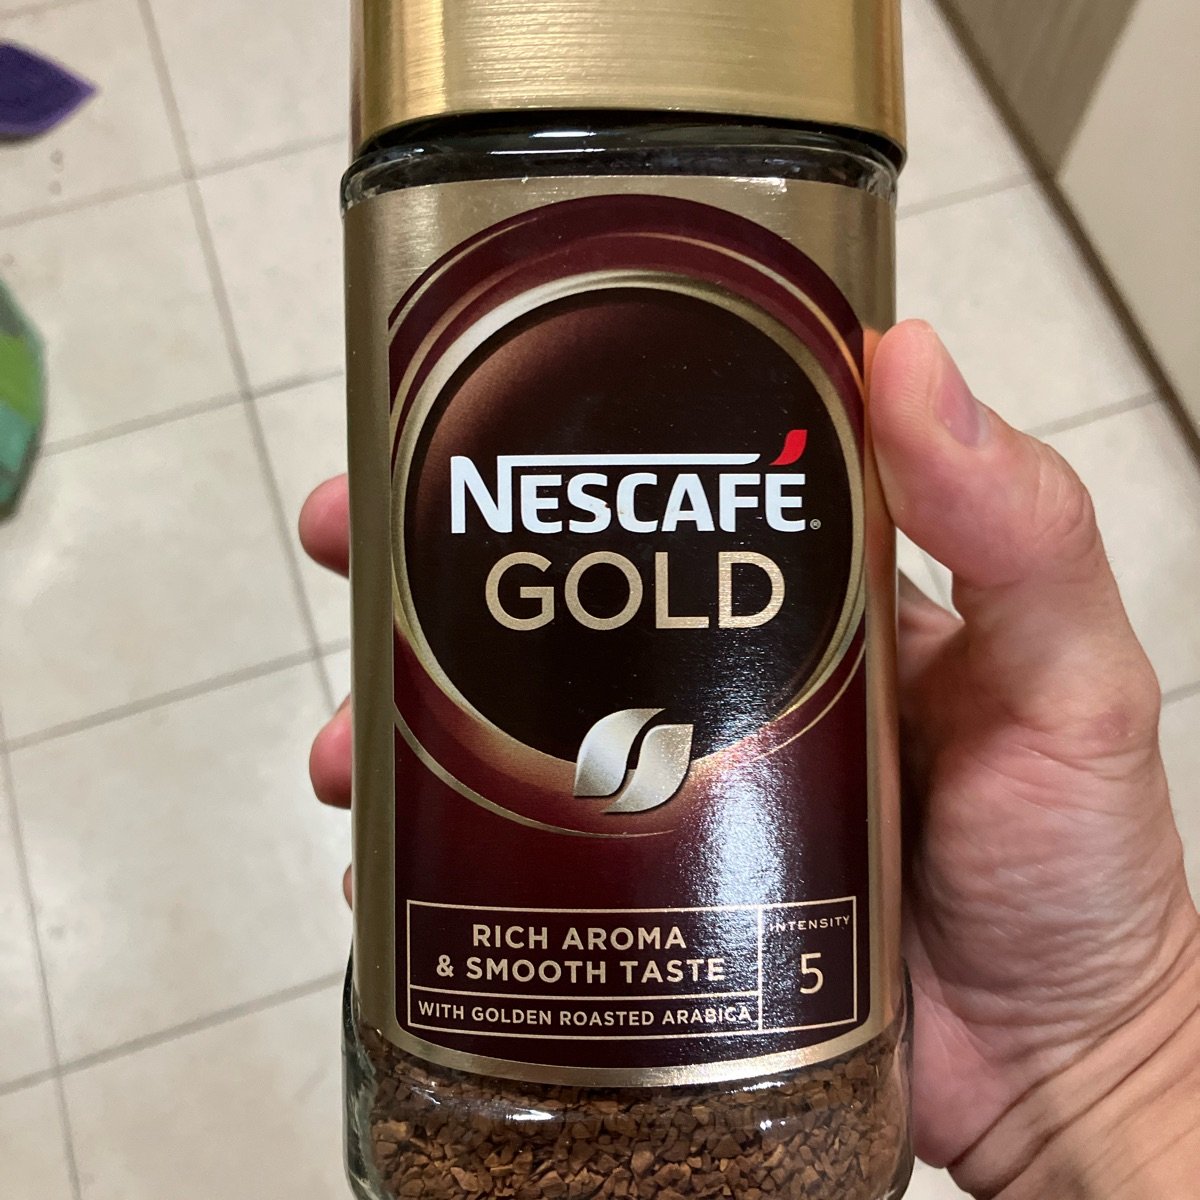 NESCAFÉ®
GOLD
RICH AROMA
& SMOOTH TASTE
WITH GOLDEN ROASTED ARABICA
INTENSITY
5